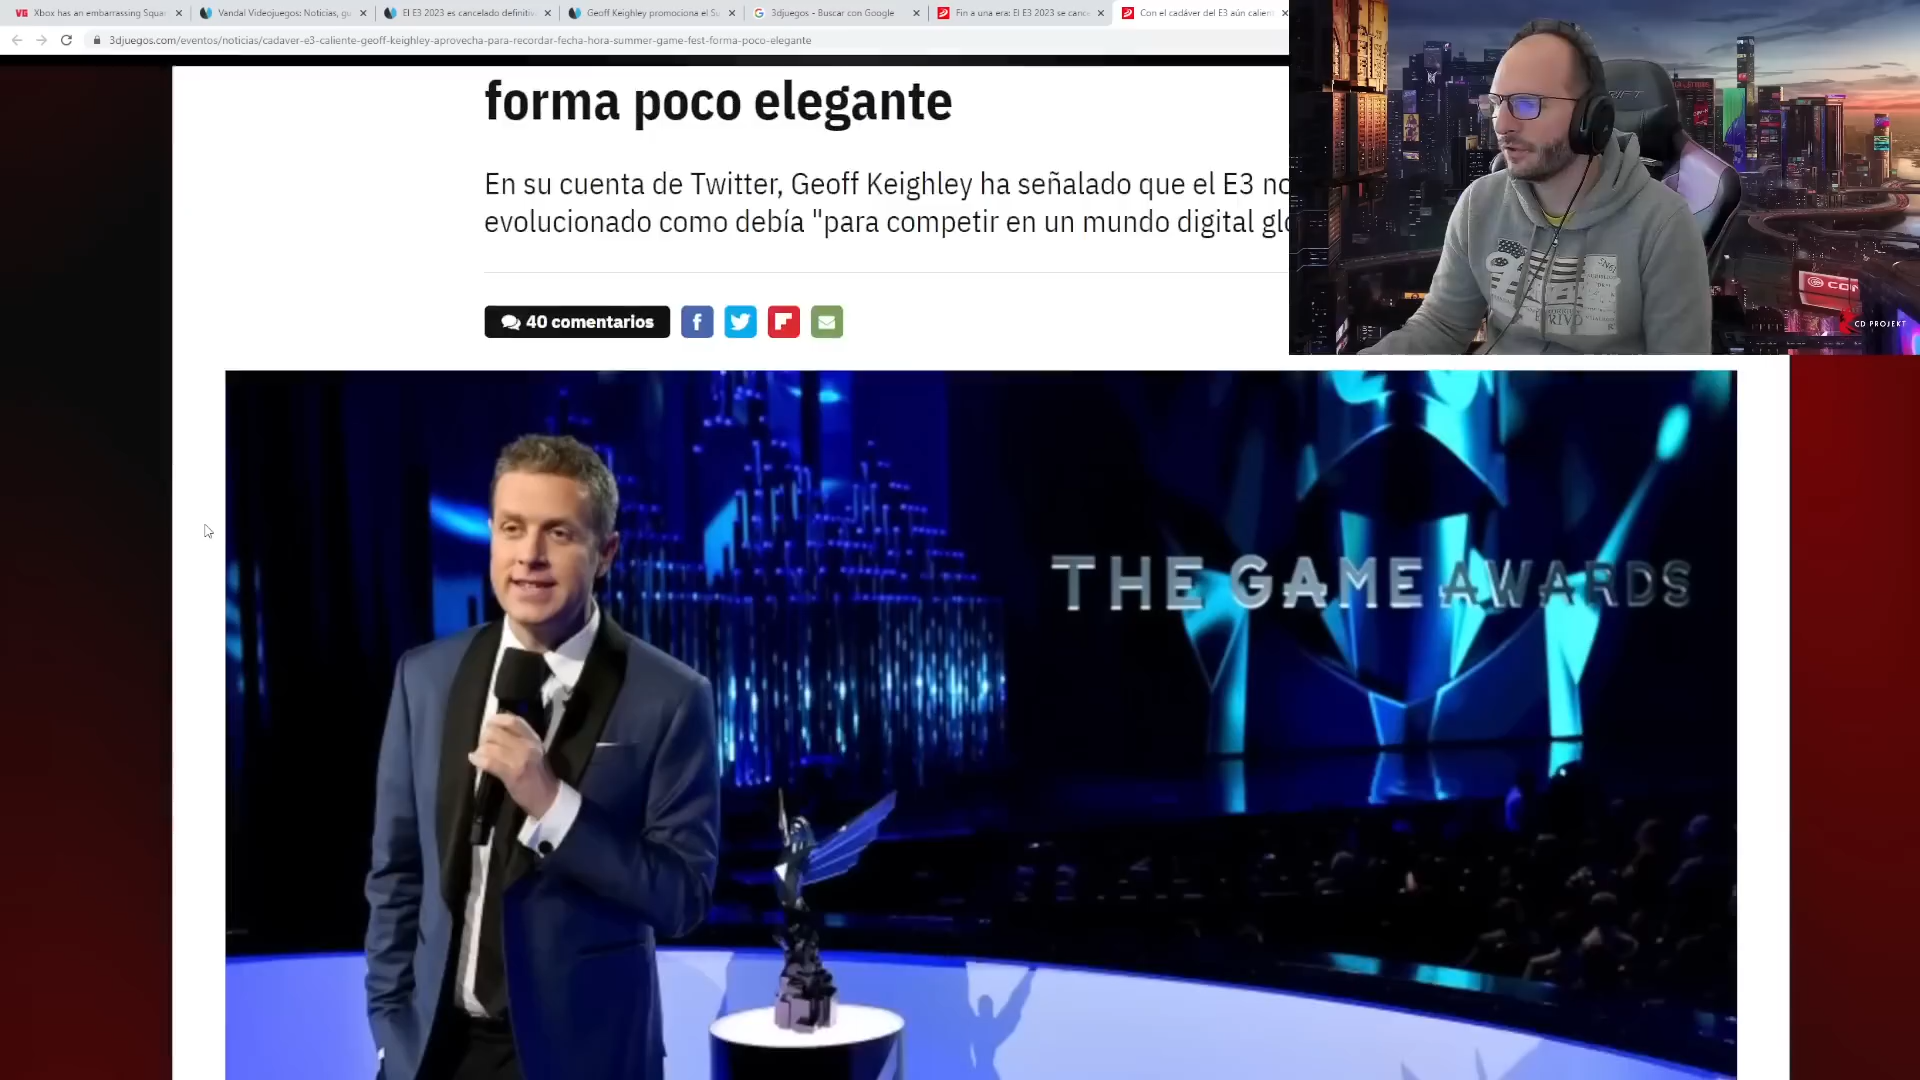 Xbox has an embarrassing Squar
Vandal Videojuegos: Noticias, gu
El E3 2023 es cancelado definitiv
Geoff Keighley promociona el Su
3djuegos - Buscar con Google
Fin a una era: El E3 2023 se cance
Con el cadáver del E3 aún calien
3djuegos.com/eventos/noticias/cadaver-e3-caliente-geoff-keighley-aprovecha-para-recordar-fecha-hora-summer-game-fest-forma-poco-elegante
forma poco elegante
En su cuenta de Twitter, Geoff Keighley ha señalado que el E3 no
evolucionado como debía "para competir en un mundo digital glo
40 comentarios
THE GAME AWARDS
CD PROJEKT